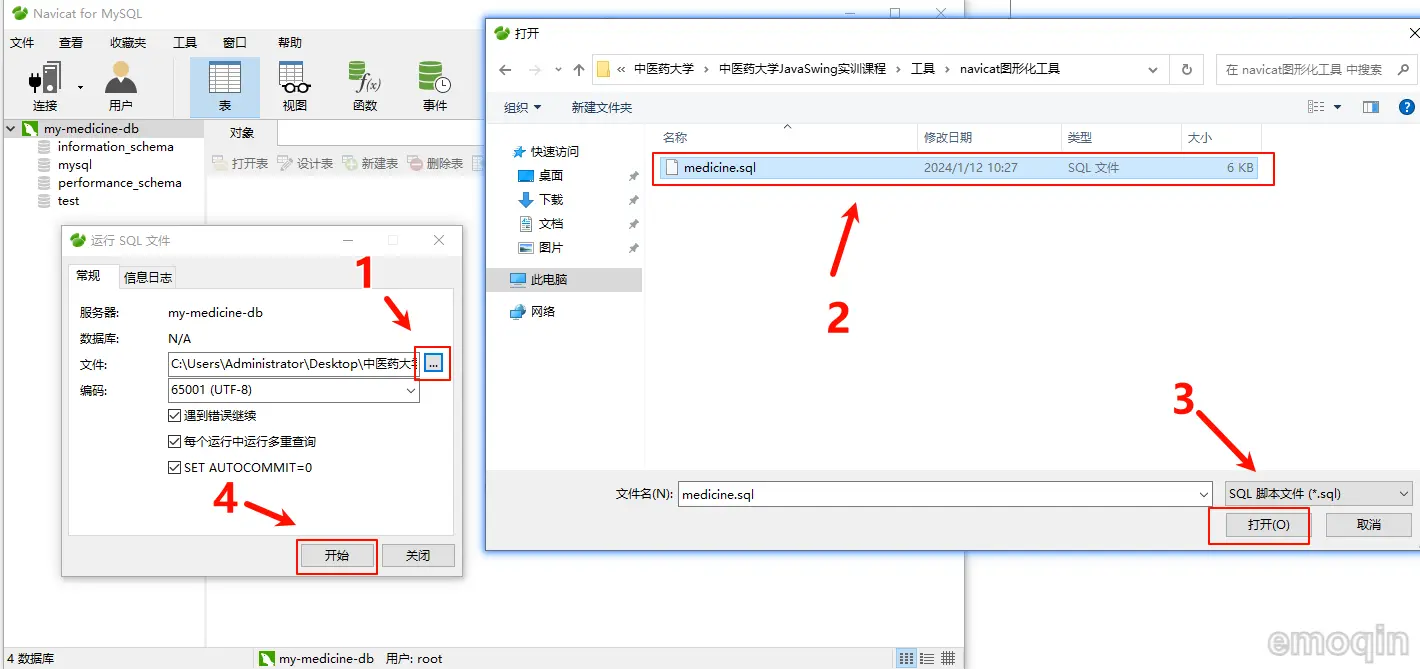 Navicat for MySQL
文件 查看 收藏夹 工具 窗口 帮助
连接 用户 表 视图 函数 事件
f(x)
my-medicine-db
information_schema
mysql
performance_schema
test
对象
打开表 设计表 新建表 删除表
运行 SQL 文件
常规 信息日志
服务器: my-medicine-db
数据库: N/A
文件: C:\Users\Administrator\Desktop\中医药大学 ...
编码: 65001 (UTF-8)
遇到错误继续
每个运行中运行多重查询
SET AUTOCOMMIT=0
开始 关闭
1
4
打开
« 中医药大学 › 中医药大学JavaSwing实训课程 › 工具 › navicat图形化工具
在 navicat图形化工具 中搜索
组织 新建文件夹
?
快速访问
桌面
下载
文档
图片
此电脑
网络
名称 修改日期 类型 大小
medicine.sql 2024/1/12 10:27 SQL 文件 6 KB
2
3
文件名(N): medicine.sql SQL 脚本文件 (*.sql)
打开(O) 取消
4 数据库 my-medicine-db 用户: root
emoqin